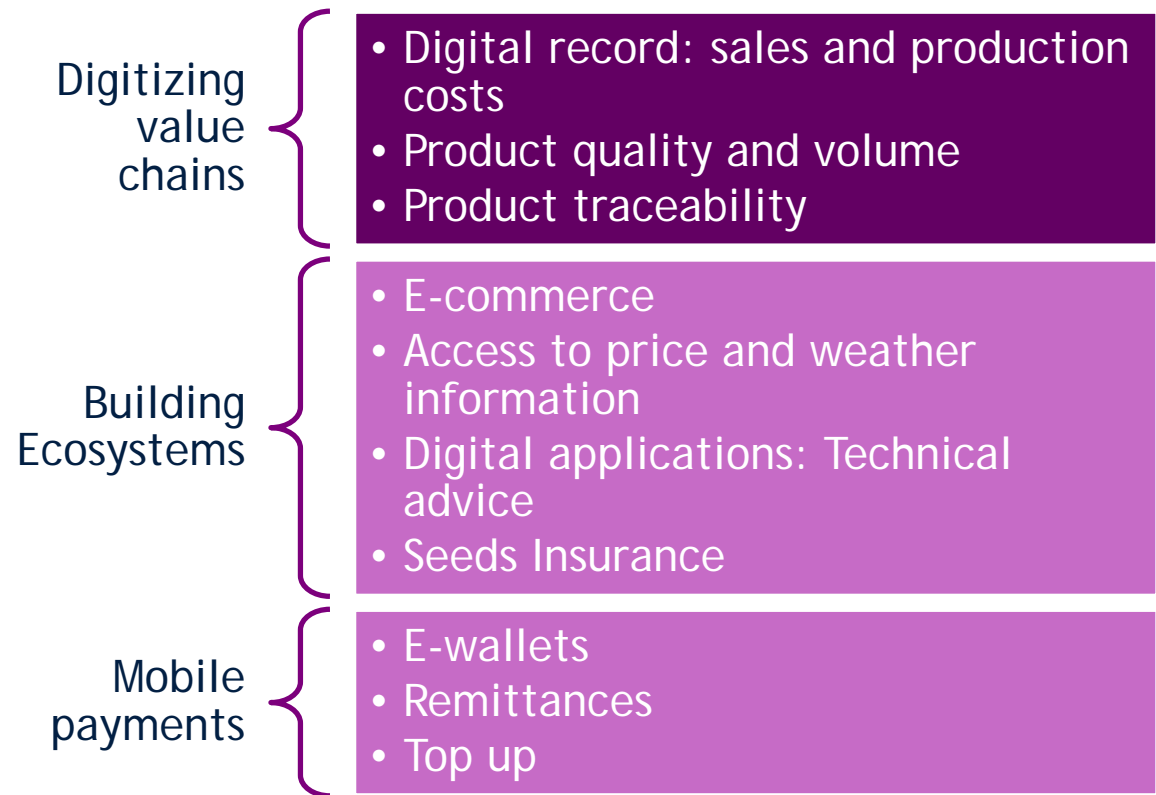 Digitizing
value
chains
• Digital record: sales and production
costs
• Product quality and volume
• Product traceability
Building
Ecosystems
• E-commerce
• Access to price and weather
information
• Digital applications: Technical
advice
• Seeds Insurance
Mobile
payments
• E-wallets
• Remittances
• Top up